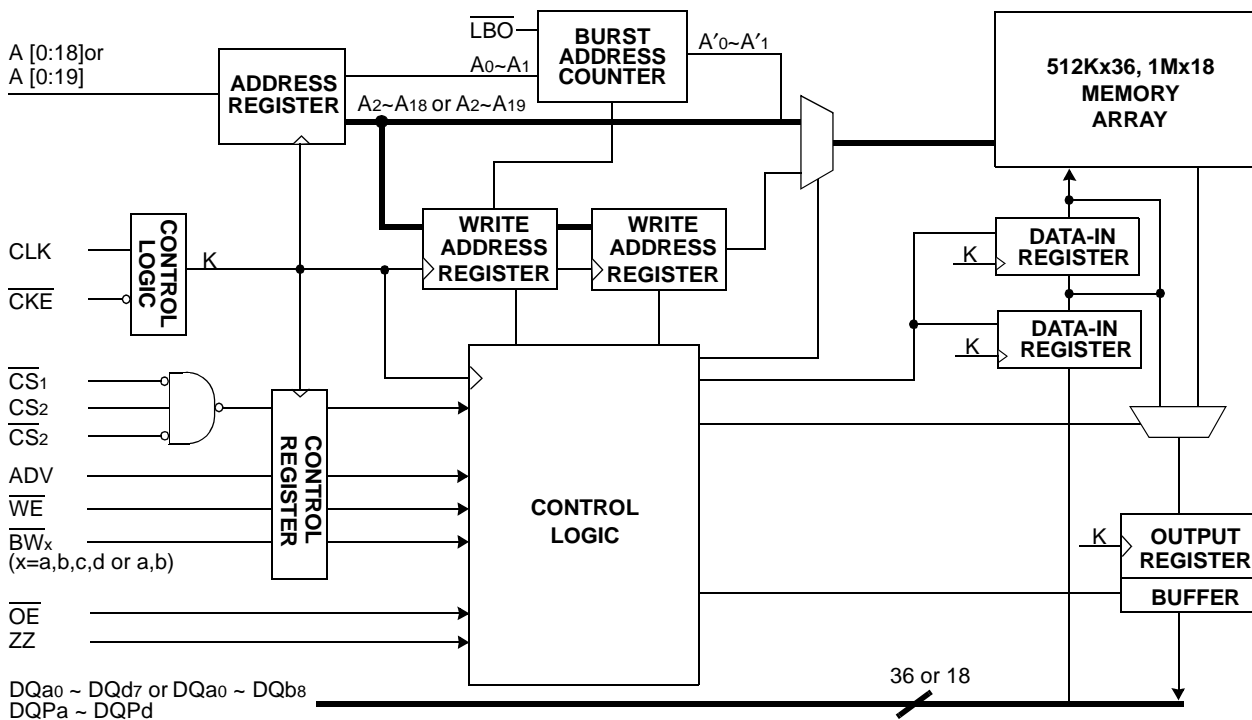 LBO
BURST
ADDRESS
COUNTER
A′0~A′1
A [0:18]or
A [0:19]
ADDRESS
REGISTER
A0~A1
A2~A18 or A2~A19
512Kx36, 1Mx18
MEMORY
ARRAY
WRITE
ADDRESS
REGISTER
WRITE
ADDRESS
REGISTER
CLK
CKE
CONTROL
LOGIC
K
K
DATA-IN
REGISTER
K
DATA-IN
REGISTER
CS1
CS2
CS2
ADV
WE
BWx
(x=a,b,c,d or a,b)
CONTROL
REGISTER
CONTROL
LOGIC
K
OUTPUT
REGISTER
BUFFER
OE
ZZ
DQa0 ~ DQd7 or DQa0 ~ DQb8
DQPa ~ DQPd
36 or 18